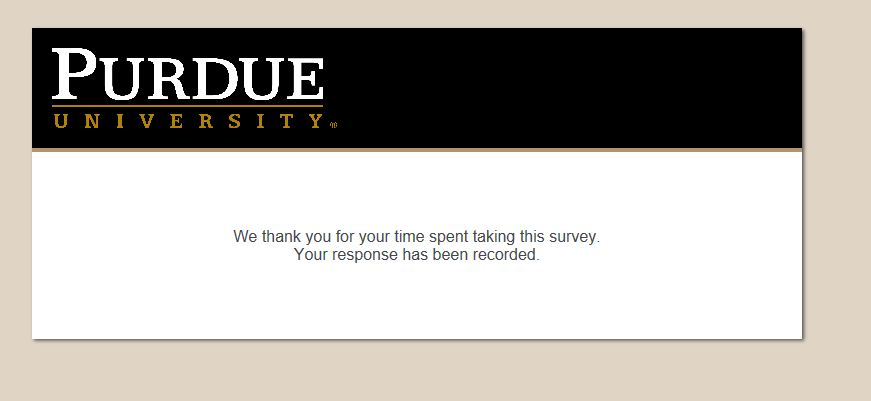 PURDUE
UNIVERSITY
We thank you for your time spent taking this survey.
Your response has been recorded.